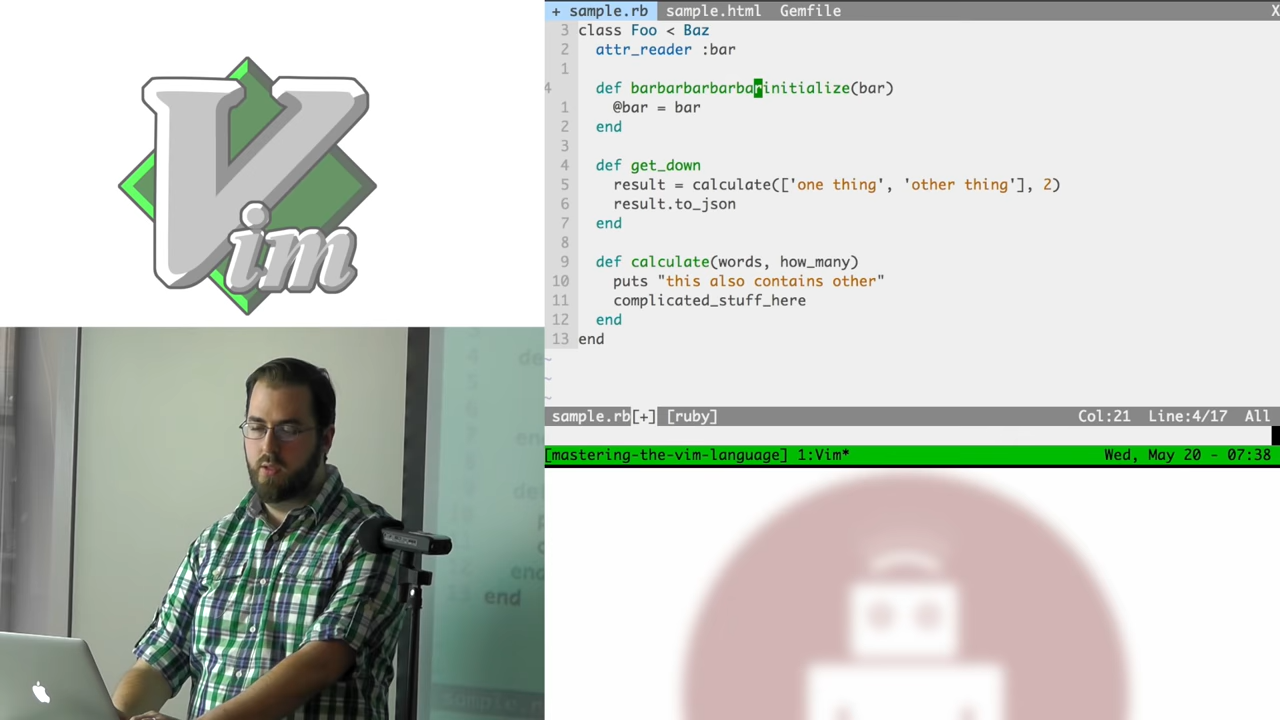 Vim
+ sample.rb  sample.html  Gemfile X
3 class Foo < Baz
2   attr_reader :bar
1
4   def barbarbarbarbarinitialize(bar)
1     @bar = bar
2   end
3
4   def get_down
5     result = calculate(['one thing', 'other thing'], 2)
6     result.to_json
7   end
8
9   def calculate(words, how_many)
10     puts "this also contains other"
11     complicated_stuff_here
12   end
13 end
~
~
~
sample.rb[+] [ruby] Col:21 Line:4/17 All
[mastering-the-vim-language] 1:Vim* Wed, May 20 - 07:38
end